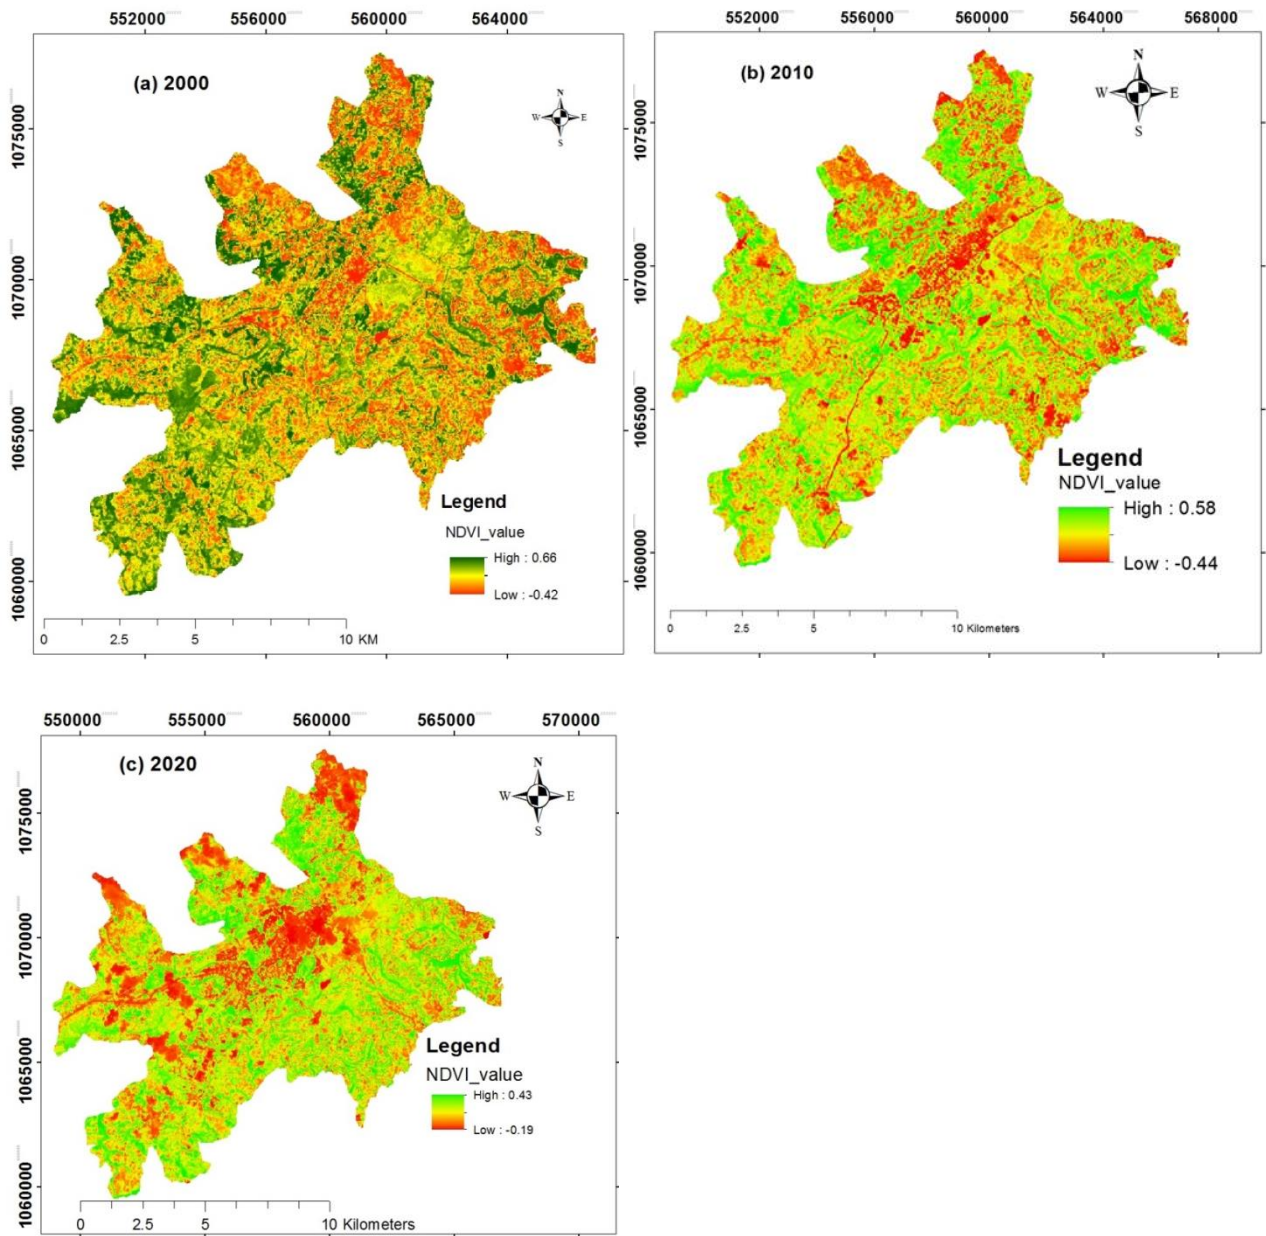 552000 556000 560000 564000
(a) 2000
N
W E
S
1075000
1070000
1065000
1060000
Legend
NDVI_value
High : 0.66
Low : -0.42
0 2.5 5 10 KM
552000 556000 560000 564000 568000
(b) 2010
N
W E
S
1075000
1070000
1065000
1060000
Legend
NDVI_value
High : 0.58
Low : -0.44
0 2.5 5 10 Kilometers
550000 555000 560000 565000 570000
(c) 2020
N
W E
S
1075000
1070000
1065000
1060000
Legend
NDVI_value
High : 0.43
Low : -0.19
0 2.5 5 10 Kilometers